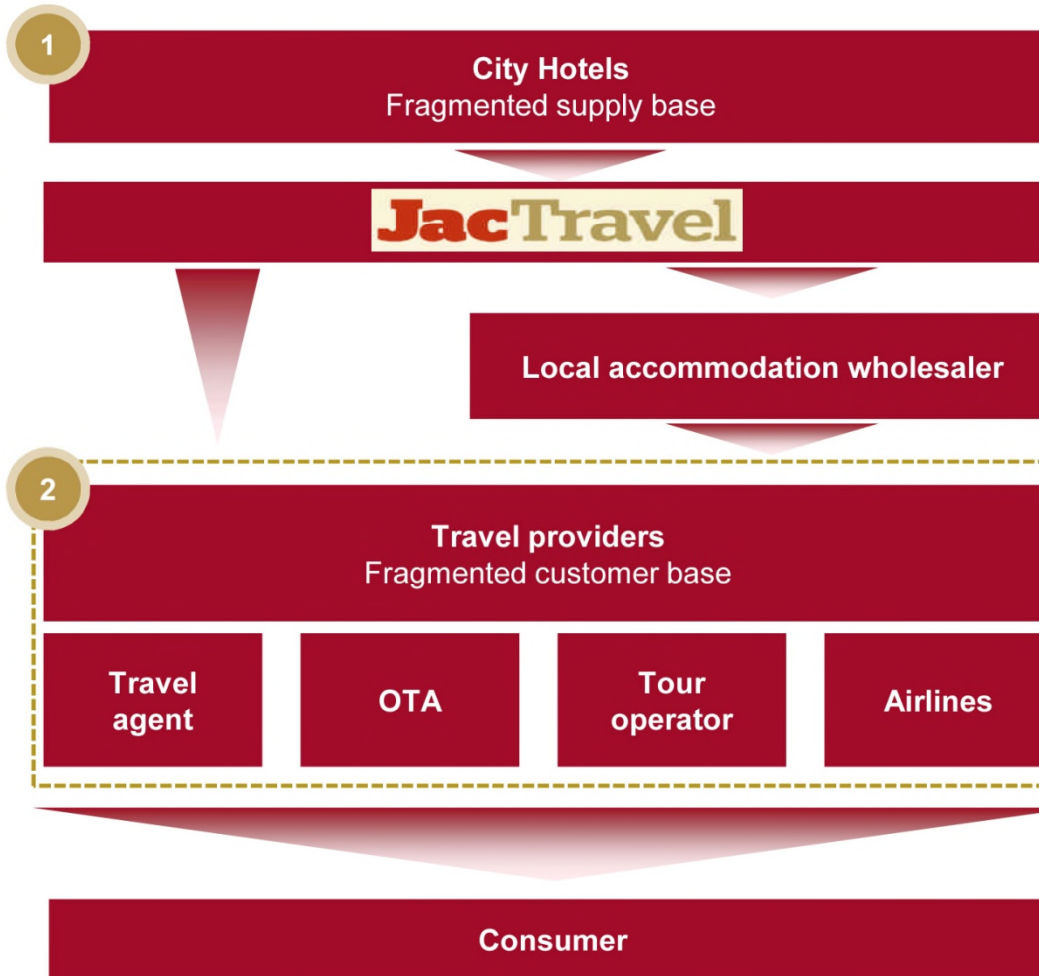 1
City Hotels
Fragmented supply base
JacTravel
Local accommodation wholesaler
2
Travel providers
Fragmented customer base
Travel
agent
OTA
Tour
operator
Airlines
Consumer